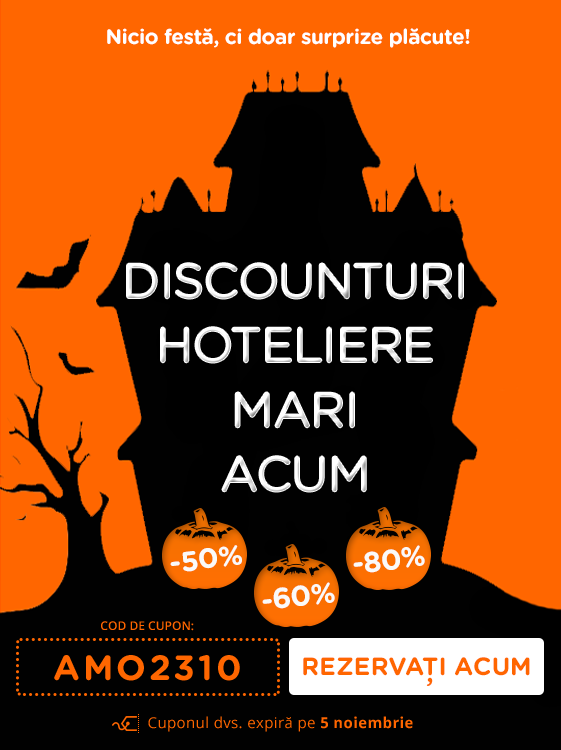 Nicio festă, ci doar surprize plăcute!
DISCOUNTURI
HOTELIERE
MARI
ACUM
-50%
-60%
-80%
COD DE CUPON:
AMO2310
REZERVAȚI ACUM
Cuponul dvs. expiră pe 5 noiembrie